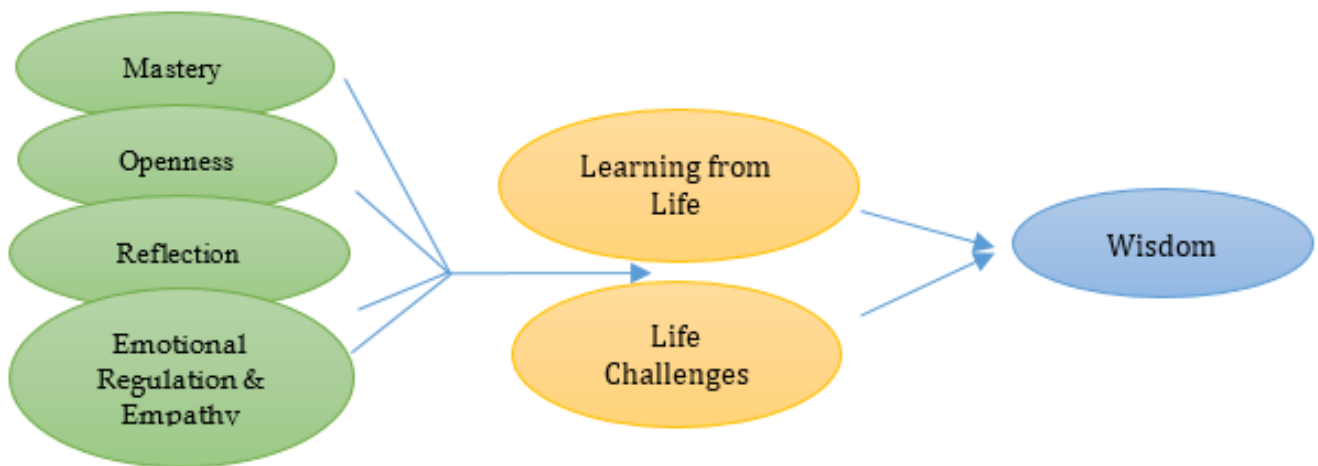 Mastery
Openness
Reflection
Emotional
Regulation &
Empathy
Learning from
Life
Life
Challenges
Wisdom